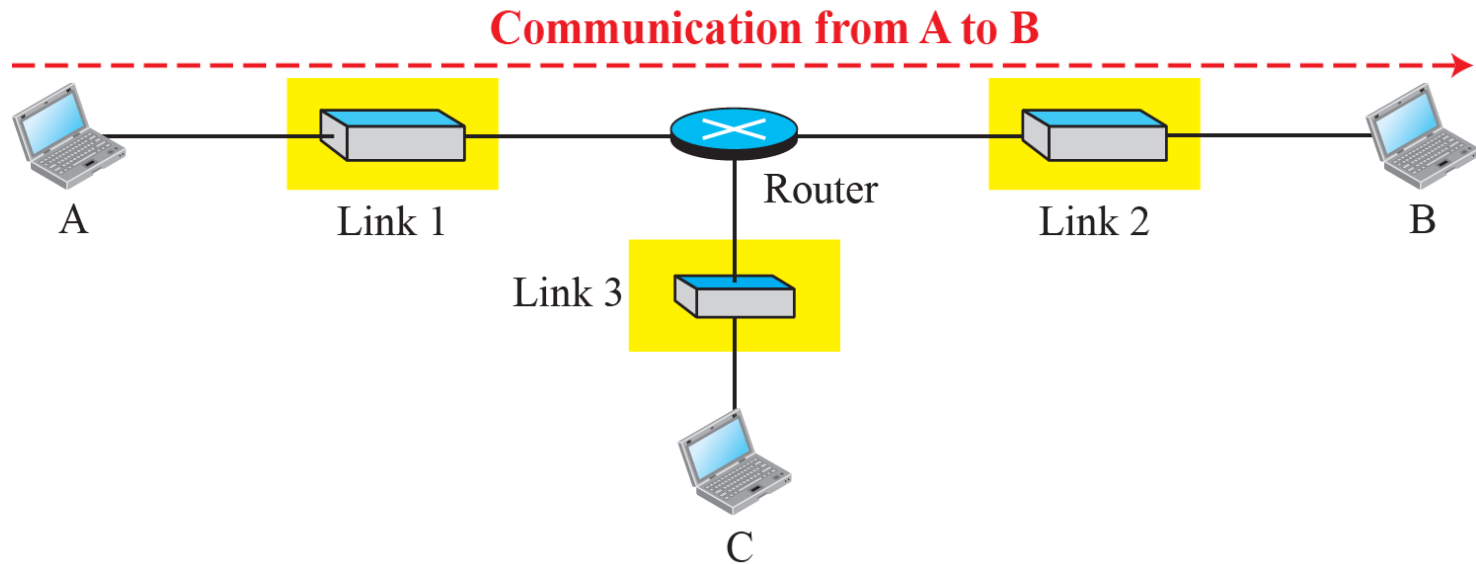 Communication from A to B
A
Link 1
Router
Link 2
B
Link 3
C